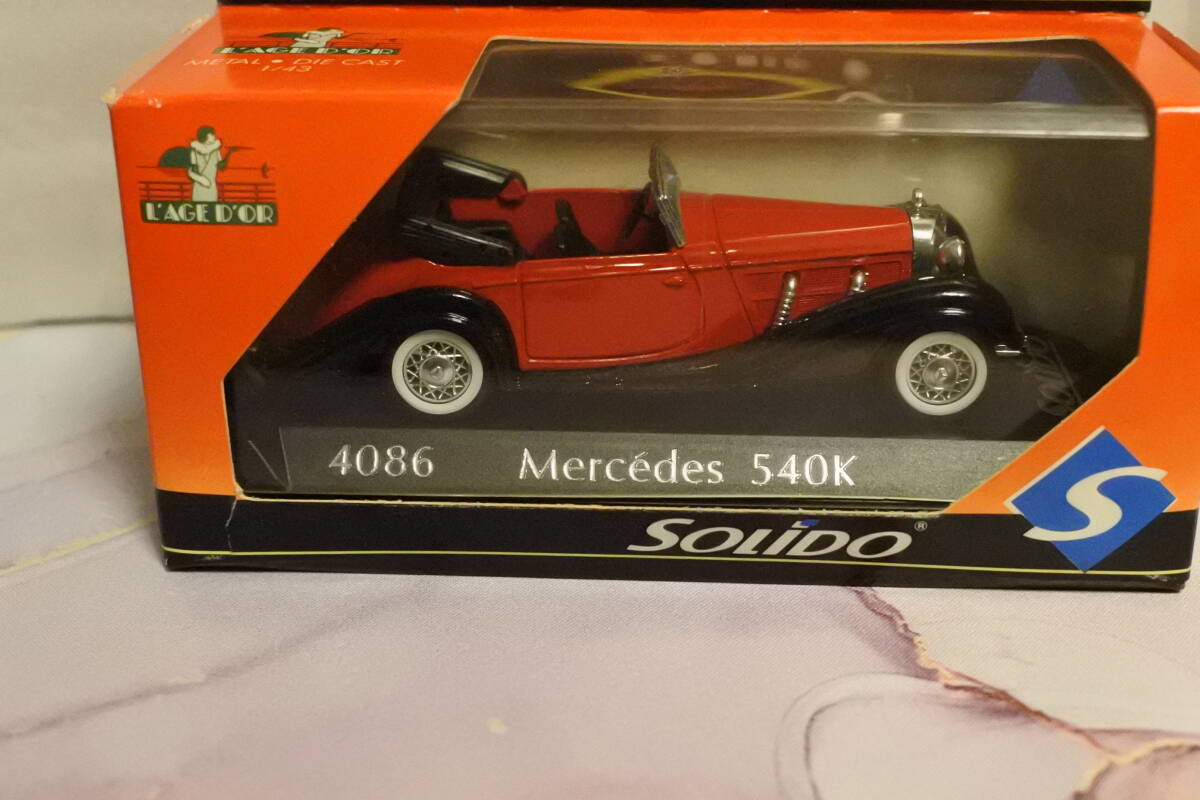 L'AGE D'OR
METAL • DIE CAST
1/43
L'AGE D'OR
4086 Mercédes 540K
SOLIDO®
S